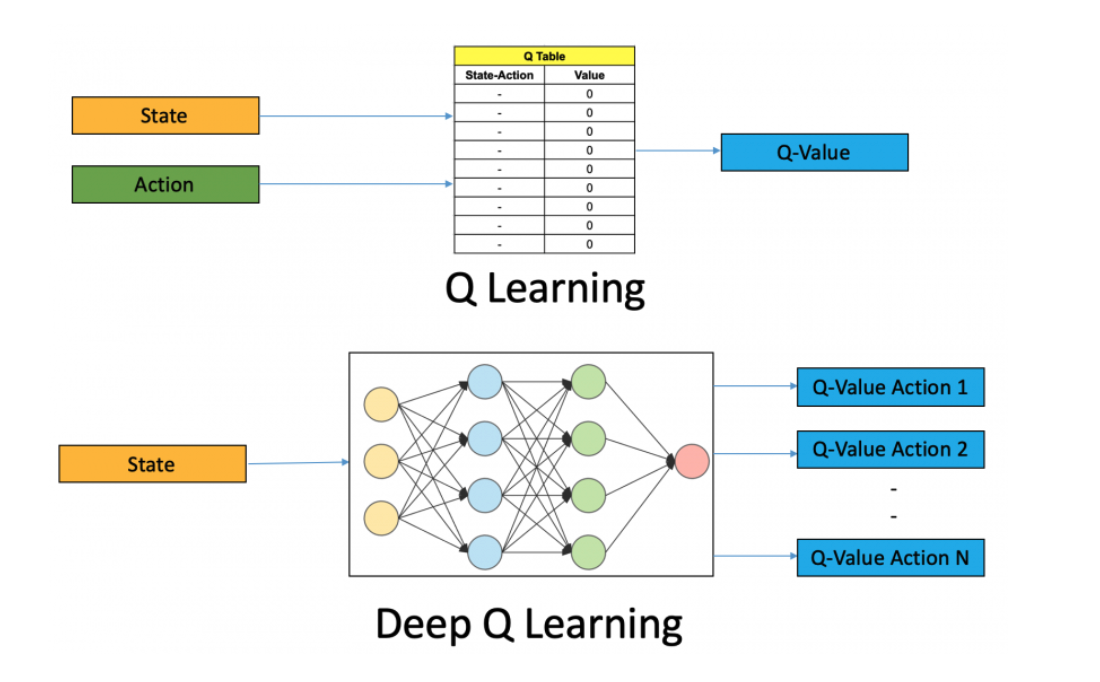 Q Table
State-Action Value
- 0
- 0
- 0
- 0
- 0
- 0
- 0
- 0
- 0
State
Action
Q-Value
Q Learning
State
Q-Value Action 1
Q-Value Action 2
-
-
Q-Value Action N
Deep Q Learning